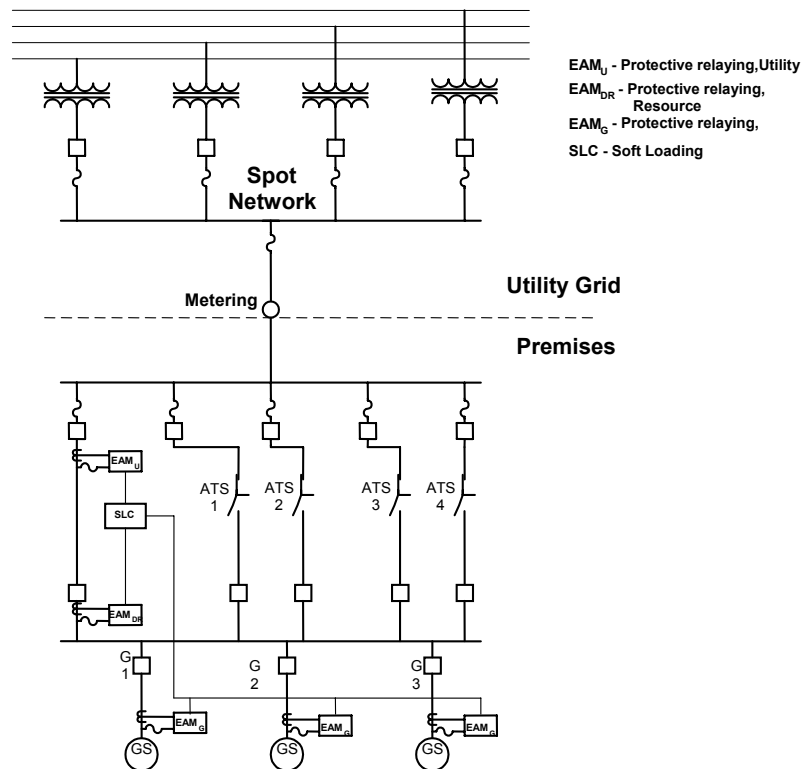 EAMU - Protective relaying,Utility
EAMDR - Protective relaying,
Resource
EAMG - Protective relaying,
SLC - Soft Loading
Spot
Network
Metering
Utility Grid
Premises
EAMU
SLC
EAMDR
ATS
1
ATS
2
ATS
3
ATS
4
G
1
G
2
G
3
EAMG
EAMG
EAMG
GS
GS
GS